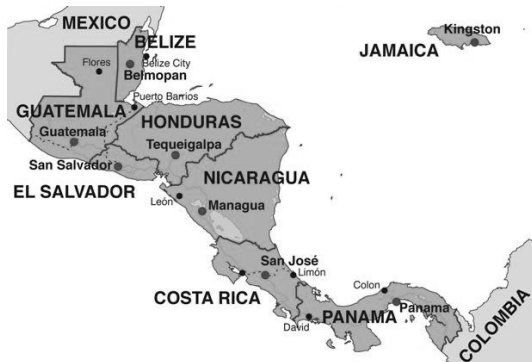 MEXICO
Kingston
JAMAICA
BELIZE
Belize City
Flores
Belmopan
Puerto Barrios
GUATEMALA
HONDURAS
Guatemala
Tequeigalpa
San Salvador
NICARAGUA
EL SALVADOR
León
Managua
San José
Limón
COSTA RICA
Colon
PANAMA
Panama
David
COLOMBIA